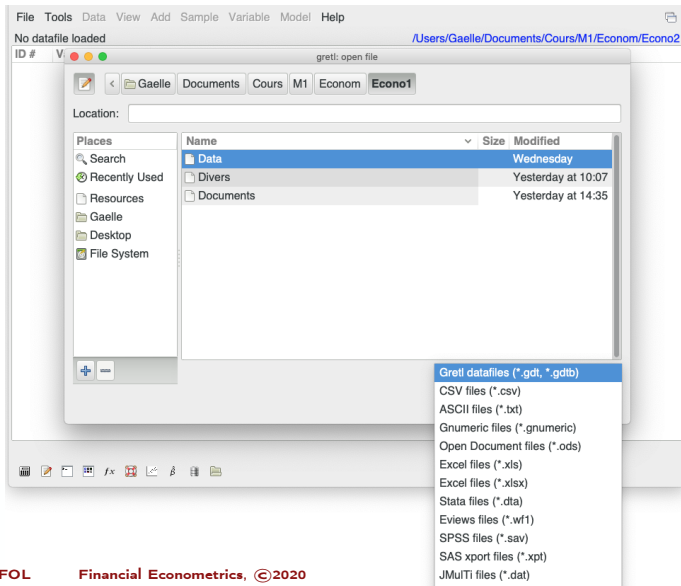 File Tools Data View Add Sample Variable Model Help
No datafile loaded /Users/Gaelle/Documents/Cours/M1/Econom/Econo2
ID # V
gretl: open file
< Gaelle Documents Cours M1 Econom Econo1
Location:
Places Name Size Modified
Search Data Wednesday
Recently Used Divers Yesterday at 10:07
Resources Documents Yesterday at 14:35
Gaelle
Desktop
File System
Gretl datafiles (*.gdt, *.gdtb)
CSV files (*.csv)
ASCII files (*.txt)
Gnumeric files (*.gnumeric)
Open Document files (*.ods)
Excel files (*.xls)
fx β̂
Excel files (*.xlsx)
Stata files (*.dta)
Eviews files (*.wf1)
SPSS files (*.sav)
SAS xport files (*.xpt)
FOL Financial Econometrics, ©2020
JMulTi files (*.dat)